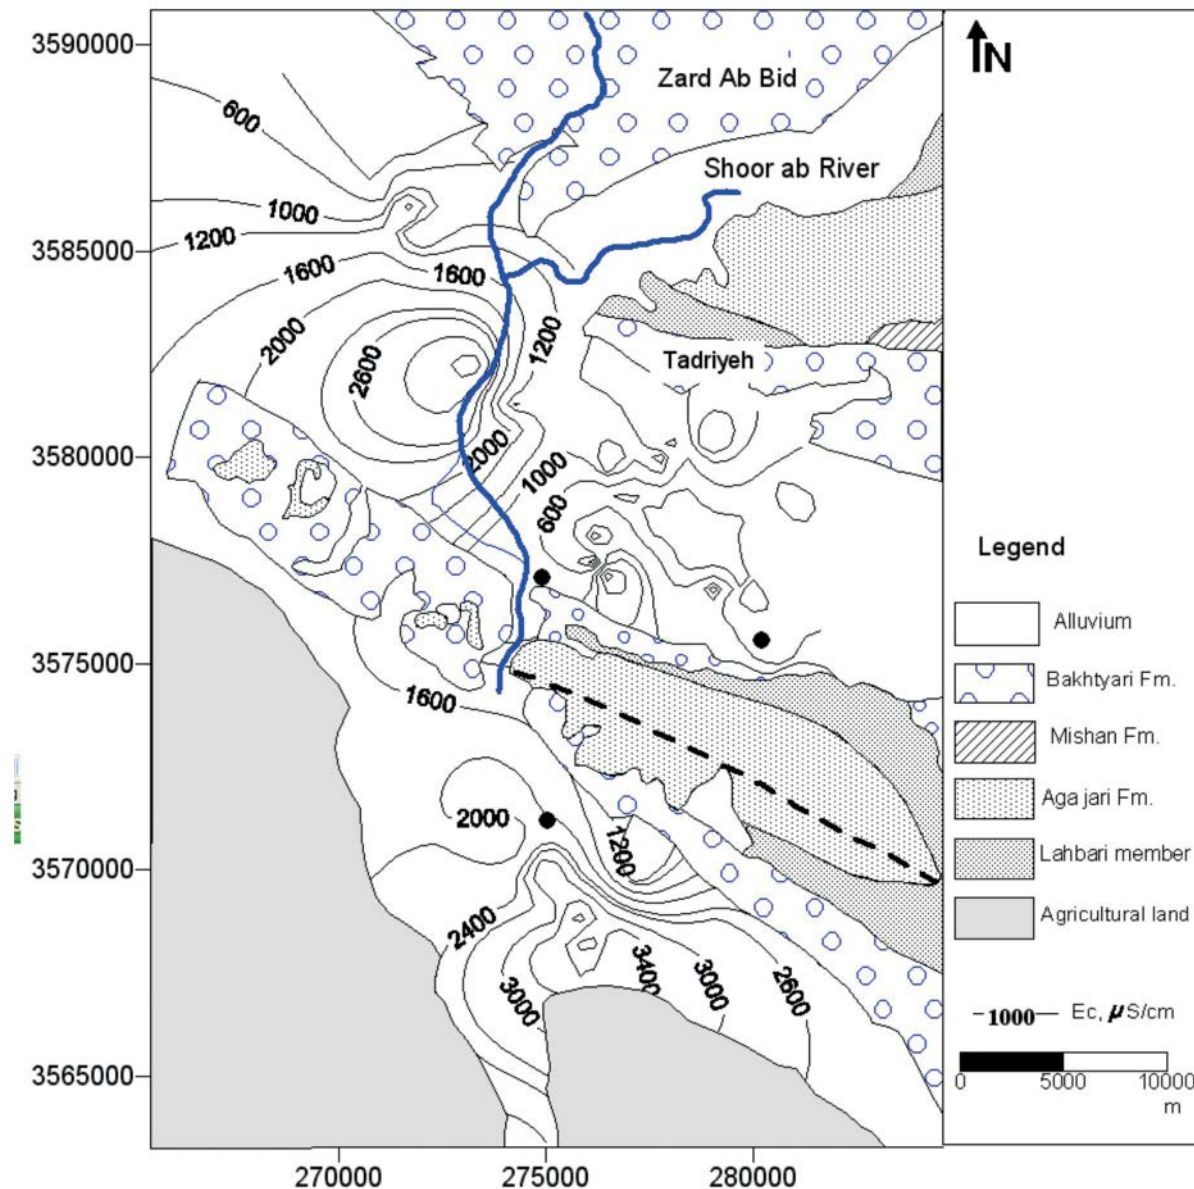 3590000
3585000
3580000
3575000
3570000
3565000
270000
275000
280000
N
Zard Ab Bid
Shoor ab River
Tadriyeh
600
1000
1200
1600
1600
2000
2600
1200
2000
1000
600
1600
2000
1200
2400
3000
3400
3000
2600
Legend
Alluvium
Bakhtyari Fm.
Mishan Fm.
Aga jari Fm.
Lahbari member
Agricultural land
-1000— Ec, μS/cm
0 5000 10000
m